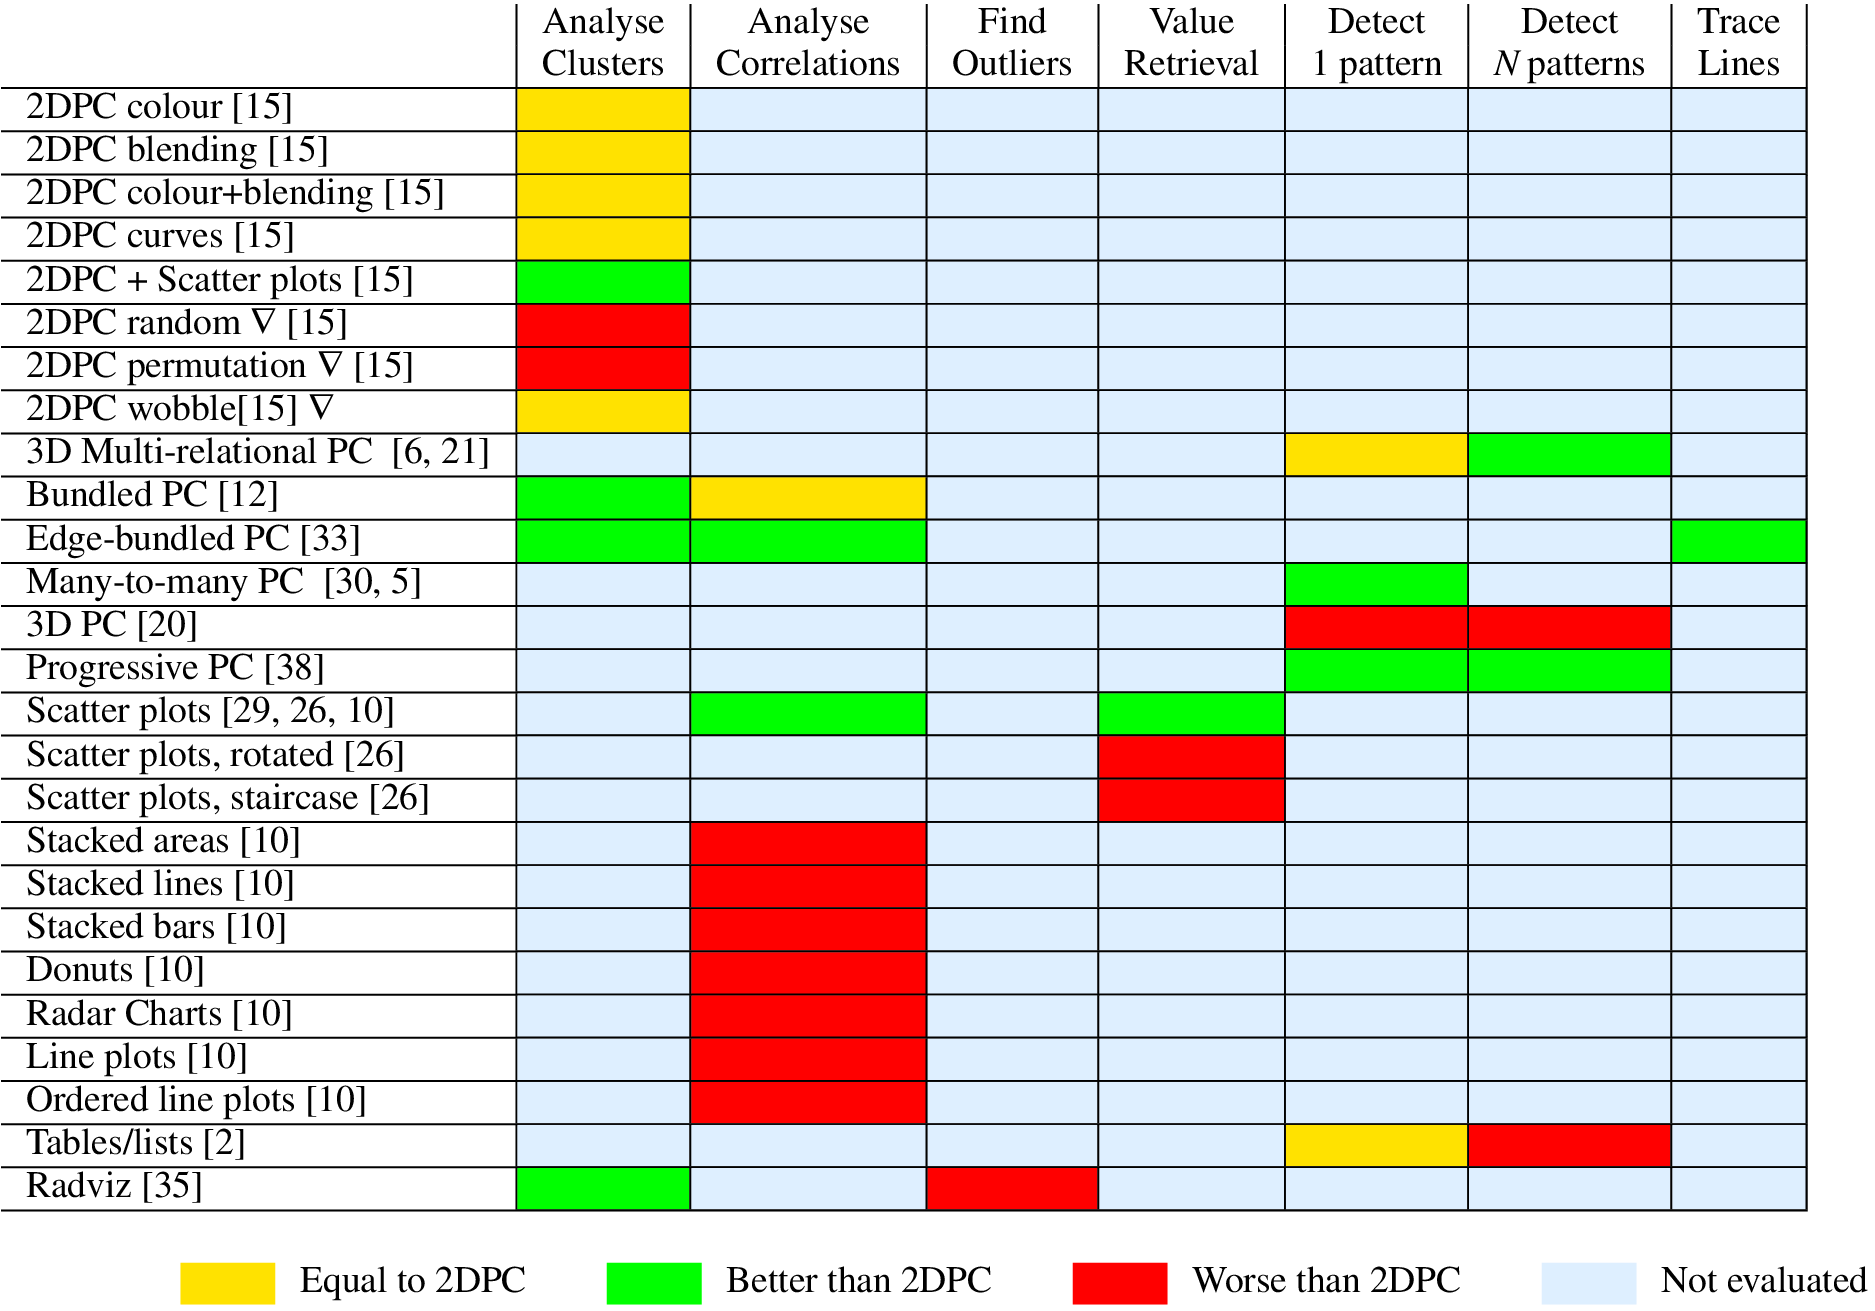 Analyse Analyse Find Value Detect Detect Trace
Clusters Correlations Outliers Retrieval 1 pattern N patterns Lines
2DPC colour [15]
2DPC blending [15]
2DPC colour+blending [15]
2DPC curves [15]
2DPC + Scatter plots [15]
2DPC random ∇ [15]
2DPC permutation ∇ [15]
2DPC wobble[15] ∇
3D Multi-relational PC [6, 21]
Bundled PC [12]
Edge-bundled PC [33]
Many-to-many PC [30, 5]
3D PC [20]
Progressive PC [38]
Scatter plots [29, 26, 10]
Scatter plots, rotated [26]
Scatter plots, staircase [26]
Stacked areas [10]
Stacked lines [10]
Stacked bars [10]
Donuts [10]
Radar Charts [10]
Line plots [10]
Ordered line plots [10]
Tables/lists [2]
Radviz [35]
Equal to 2DPC Better than 2DPC Worse than 2DPC Not evaluated